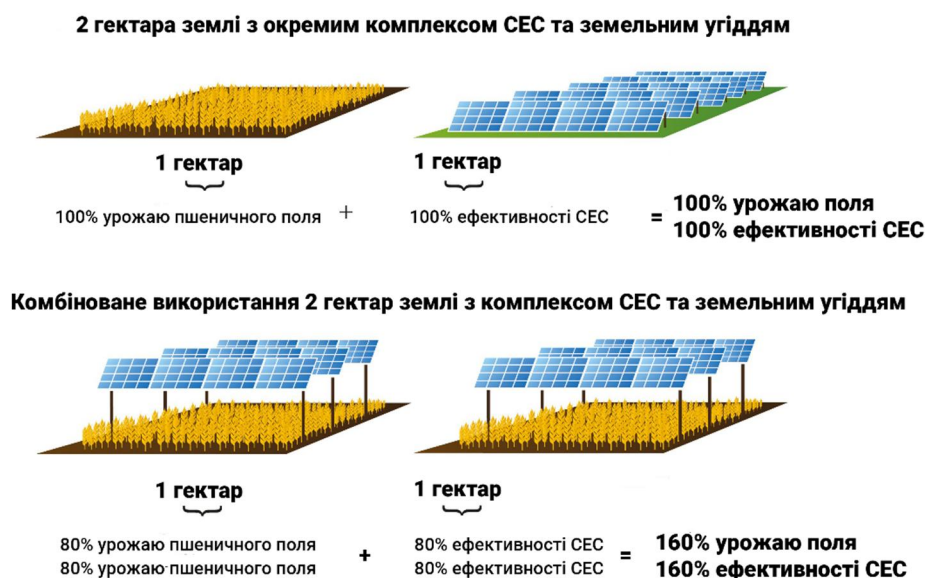 2 гектара землі з окремим комплексом СЕС та земельним угіддям
1 гектар
1 гектар
100% урожаю пшеничного поля + 100% ефективності СЕС = 100% урожаю поля
100% ефективності СЕС
Комбіноване використання 2 гектар землі з комплексом СЕС та земельним угіддям
1 гектар
1 гектар
80% урожаю пшеничного поля + 80% ефективності СЕС = 160% урожаю поля
80% урожаю пшеничного поля 80% ефективності СЕС 160% ефективності СЕС